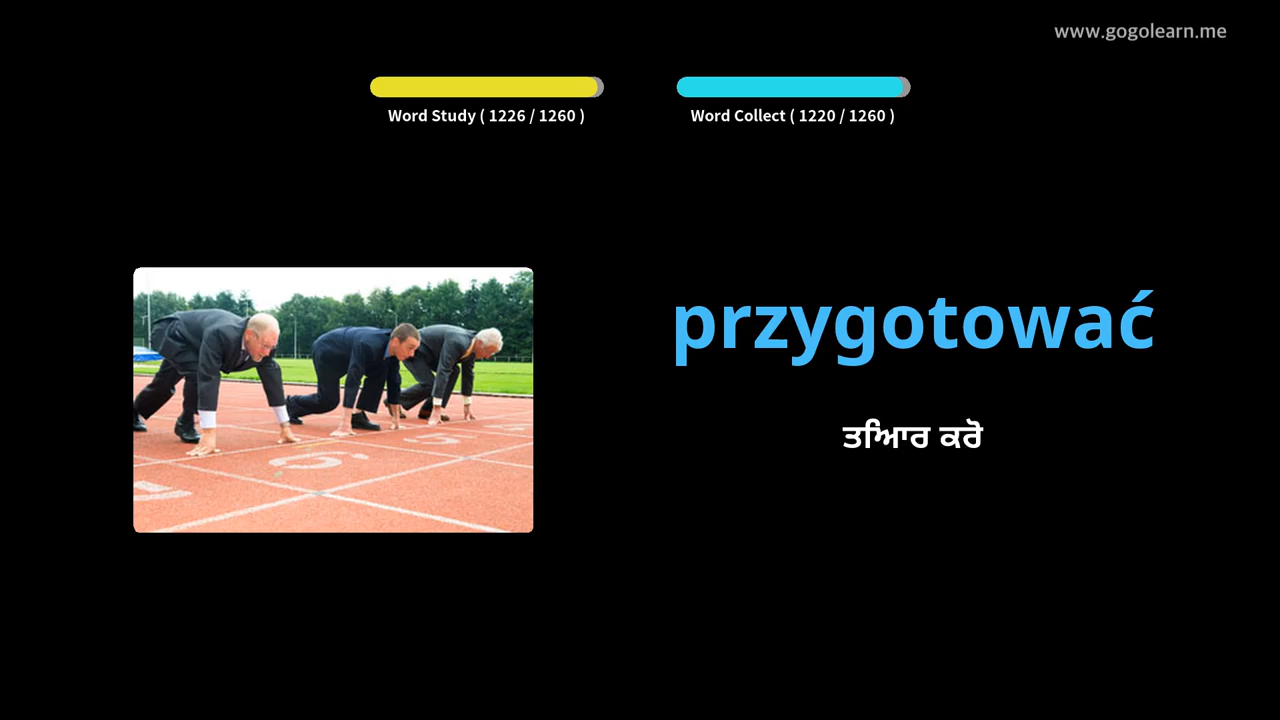 www.gogolearn.me
Word Study ( 1226 / 1260 )
Word Collect ( 1220 / 1260 )
przygotować
ਤਿਆਰ ਕਰੋ